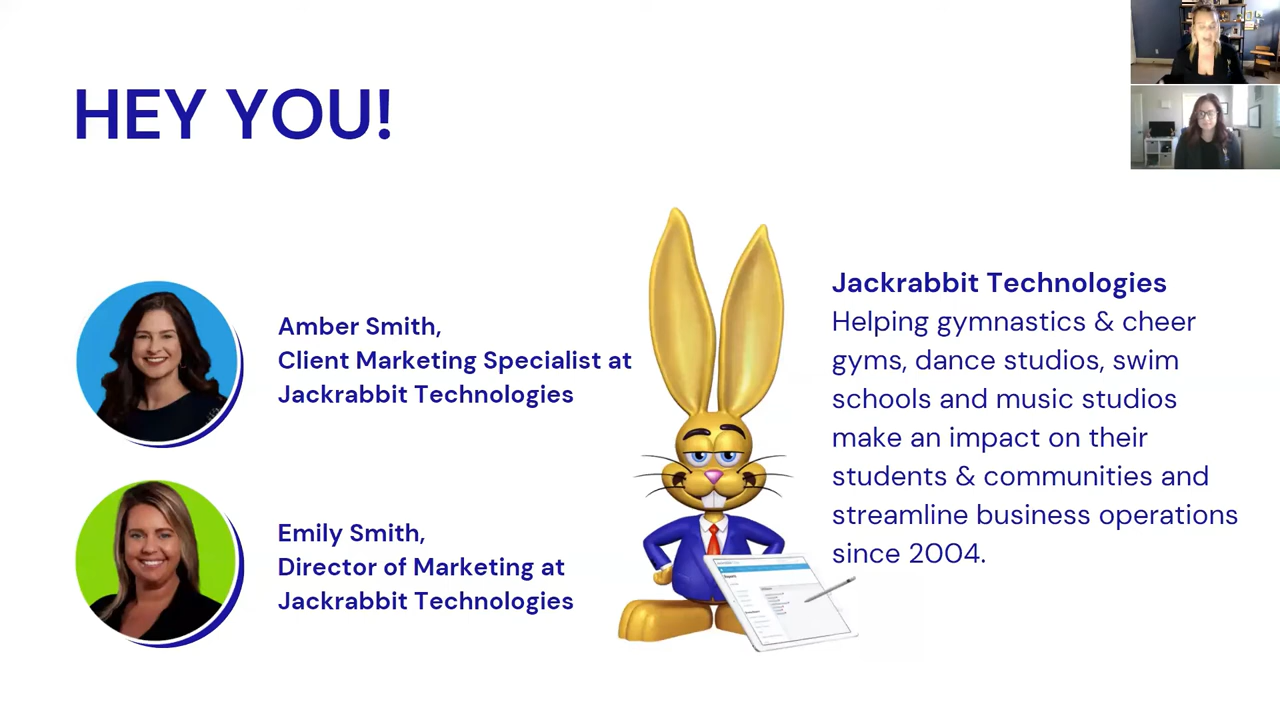 HEY YOU!
Amber Smith,
Client Marketing Specialist at
Jackrabbit Technologies
Emily Smith,
Director of Marketing at
Jackrabbit Technologies
Jackrabbit Technologies
Helping gymnastics & cheer
gyms, dance studios, swim
schools and music studios
make an impact on their
students & communities and
streamline business operations
since 2004.